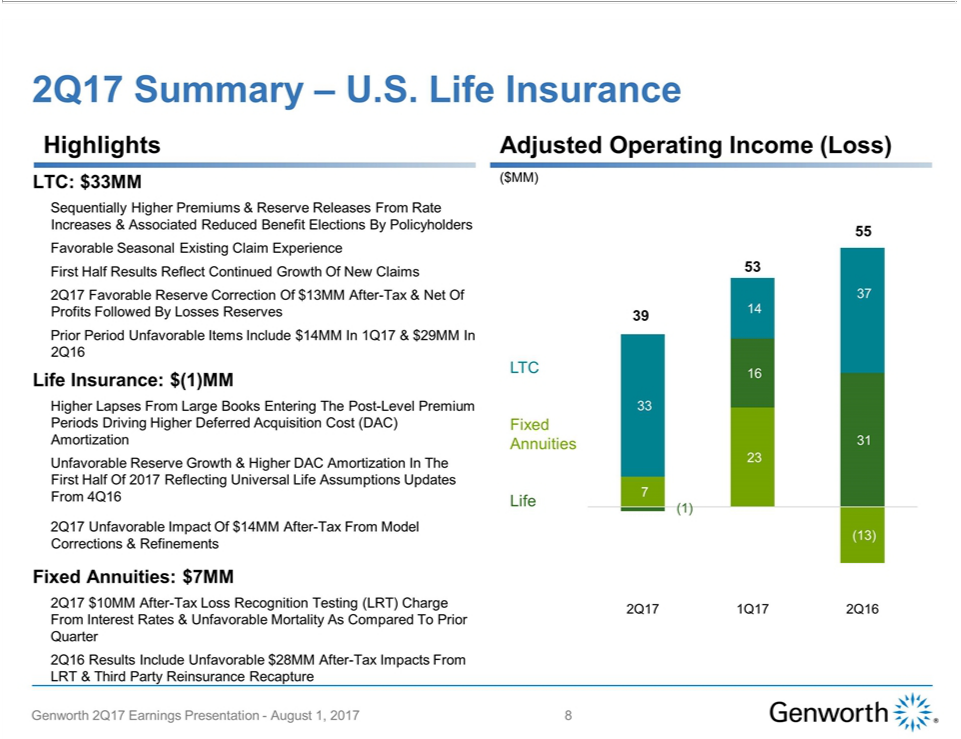 2Q17 Summary – U.S. Life Insurance
Highlights
LTC: $33MM
Sequentially Higher Premiums & Reserve Releases From Rate
Increases & Associated Reduced Benefit Elections By Policyholders
Favorable Seasonal Existing Claim Experience
First Half Results Reflect Continued Growth Of New Claims
2Q17 Favorable Reserve Correction Of $13MM After-Tax & Net Of
Profits Followed By Losses Reserves
Prior Period Unfavorable Items Include $14MM In 1Q17 & $29MM In
2Q16
Life Insurance: $(1)MM
Higher Lapses From Large Books Entering The Post-Level Premium
Periods Driving Higher Deferred Acquisition Cost (DAC)
Amortization
Unfavorable Reserve Growth & Higher DAC Amortization In The
First Half Of 2017 Reflecting Universal Life Assumptions Updates
From 4Q16
2Q17 Unfavorable Impact Of $14MM After-Tax From Model
Corrections & Refinements
Fixed Annuities: $7MM
2Q17 $10MM After-Tax Loss Recognition Testing (LRT) Charge
From Interest Rates & Unfavorable Mortality As Compared To Prior
Quarter
2Q16 Results Include Unfavorable $28MM After-Tax Impacts From
LRT & Third Party Reinsurance Recapture
Adjusted Operating Income (Loss)
($MM)
55
53
39
37
14
LTC
16
33
Fixed
Annuities
31
23
7
Life
(1)
(13)
2Q17 1Q17 2Q16
Genworth 2Q17 Earnings Presentation - August 1, 2017 8
Genworth®